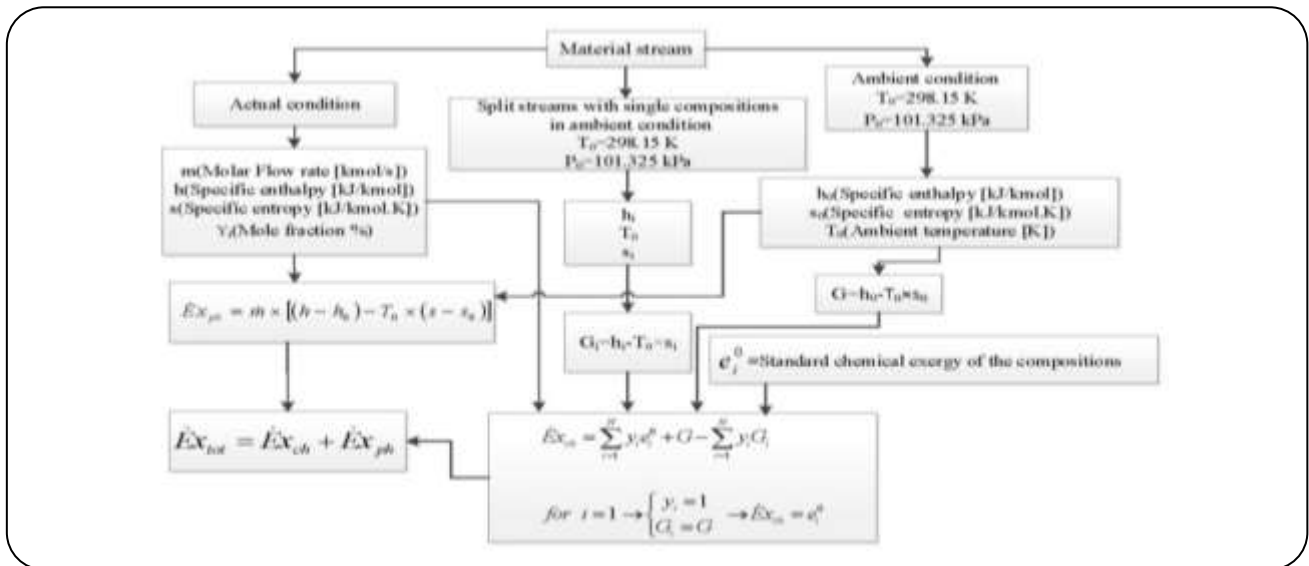 Material stream
Actual condition
Split streams with single compositions
in ambient condition
T₀=298.15 K
P₀=101.325 kPa
Ambient condition
T₀=298.15 K
P₀=101.325 kPa
m(Molar Flow rate [kmol/s])
h(Specific enthalpy [kJ/kmol])
s(Specific entropy [kJ/kmol.K])
Yᵢ(Mole fraction %s)
hᵢ
T₀
sᵢ
h₀(Specific enthalpy [kJ/kmol])
s₀(Specific entropy [kJ/kmol.K])
T₀(Ambient temperature [K])
Ėx_ph = ṁ × [(h − h₀) − T₀ × (s − s₀)]
Gᵢ=hᵢ-T₀-sᵢ
G=h₀-T₀×s₀
eᵢ⁰ =Standard chemical exergy of the compositions
Ėx_tot = Ėx_ch + Ėx_ph
Ėx_ch = ∑_{i=1}^{N} yᵢeᵢ⁰ + G − ∑_{i=1}^{N} yᵢGᵢ
for i = 1 → { yᵢ = 1
Gᵢ = G → Ėx_ch = eᵢ⁰